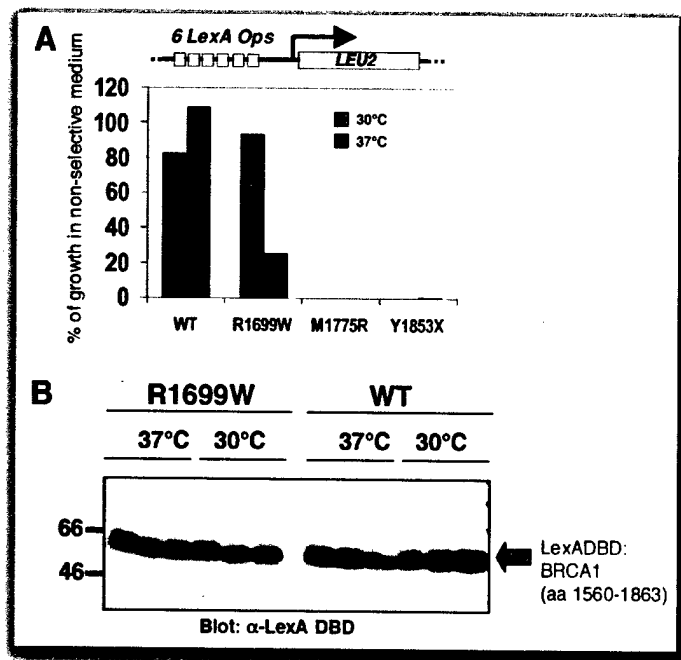 A
6 LexA Ops
LEU2
% of growth in non-selective medium
120
100
80
60
40
20
0
30°C
37°C
WT
R1699W
M1775R
Y1853X
B
R1699W
WT
37°C
30°C
37°C
30°C
66
46
LexADBD:
BRCA1
(aa 1560-1863)
Blot: α-LexA DBD